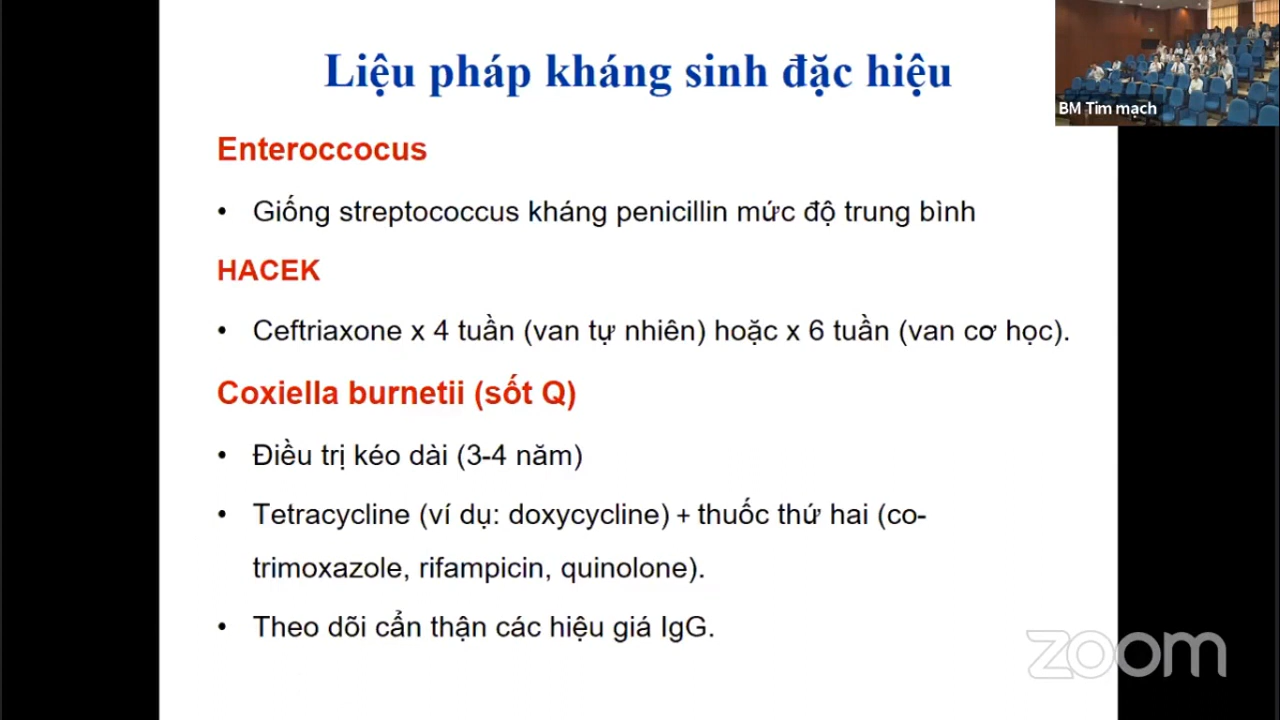 Liệu pháp kháng sinh đặc hiệu
BM Tim mạch
Enteroccocus
• Giống streptococcus kháng penicillin mức độ trung bình
HACEK
• Ceftriaxone x 4 tuần (van tự nhiên) hoặc x 6 tuần (van cơ học).
Coxiella burnetii (sốt Q)
• Điều trị kéo dài (3-4 năm)
• Tetracycline (ví dụ: doxycycline) + thuốc thứ hai (co-
trimoxazole, rifampicin, quinolone).
• Theo dõi cẩn thận các hiệu giá IgG.
zoom